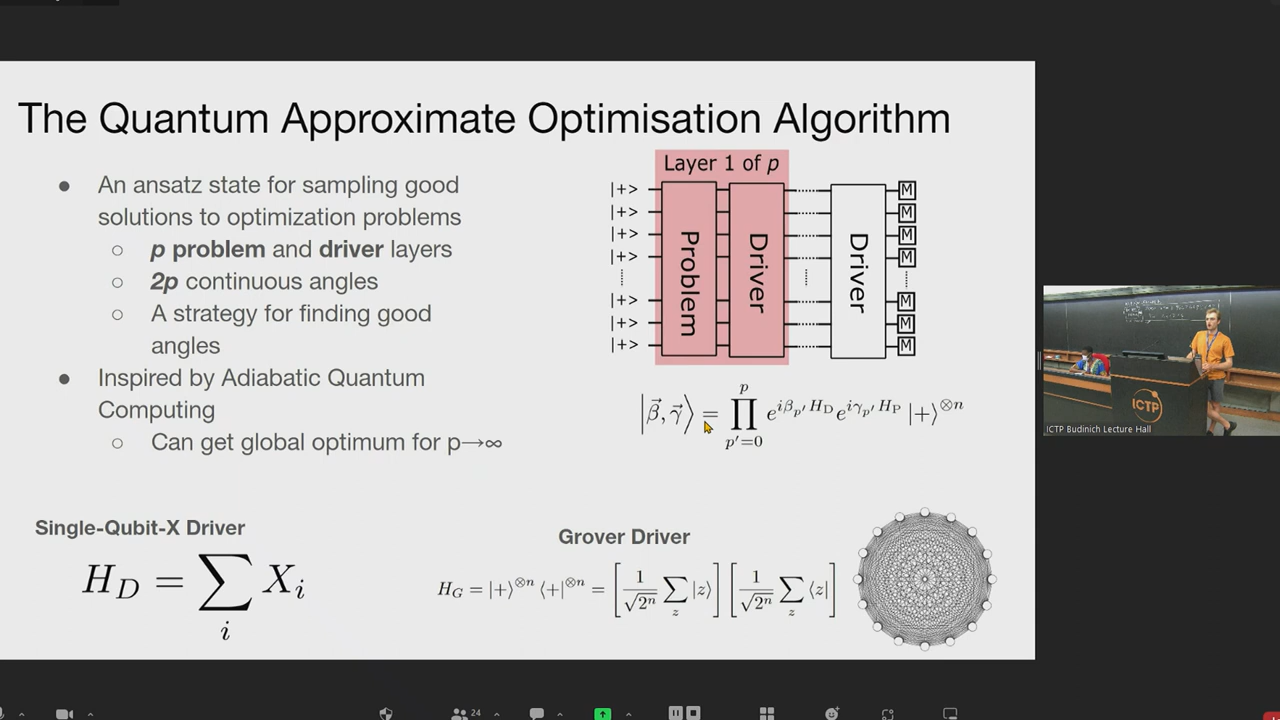 The Quantum Approximate Optimisation Algorithm
● An ansatz state for sampling good
solutions to optimization problems
○ p problem and driver layers
○ 2p continuous angles
○ A strategy for finding good
angles
● Inspired by Adiabatic Quantum
Computing
○ Can get global optimum for p→∞
Layer 1 of p
|+>
|+>
|+>
|+>
|+>
|+>
|+>
Problem
Driver
Driver
M
M
M
M
M
M
M
|β⃗, γ⃗⟩ = ∏_{p'=0}^{p} e^{iβ_{p'} H_D} e^{iγ_{p'} H_P} |+⟩^{⊗n}
Single-Qubit-X Driver
H_D = ∑_i X_i
Grover Driver
H_G = |+⟩^{⊗n} ⟨+|^{⊗n} = [1/√2^n ∑_z |z⟩] [1/√2^n ∑_z ⟨z|]
ICTP
ICTP Budinich Lecture Hall
24